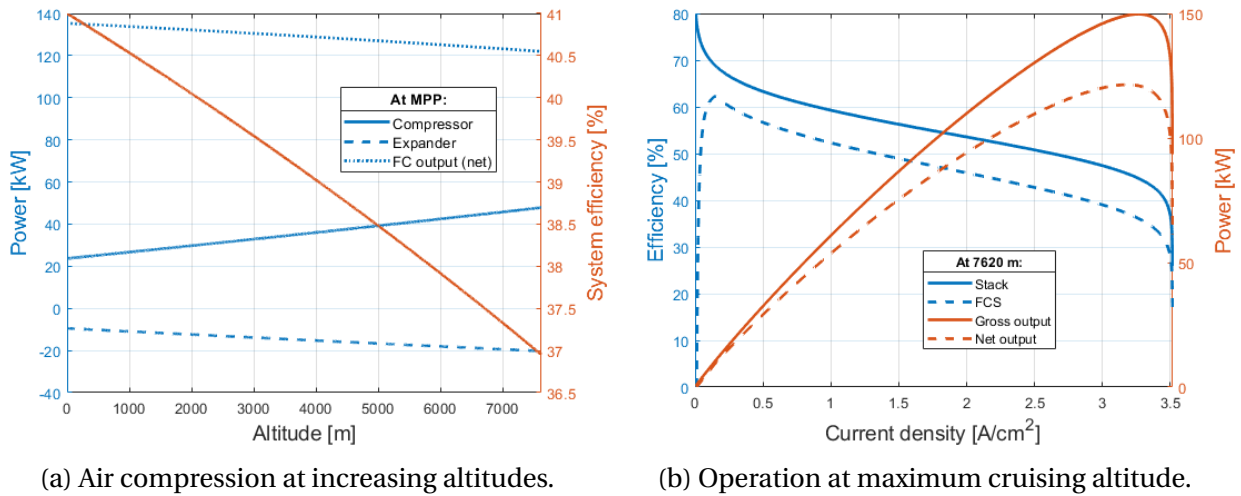 140
120
100
80
60
40
20
0
-20
-40
Power [kW]
At MPP:
Compressor
Expander
FC output (net)
41
40.5
40
39.5
39
38.5
38
37.5
37
36.5
System efficiency [%]
0 1000 2000 3000 4000 5000 6000 7000
Altitude [m]
(a) Air compression at increasing altitudes.
80
70
60
50
40
30
20
10
0
Efficiency [%]
At 7620 m:
Stack
FCS
Gross output
Net output
150
100
50
0
Power [kW]
0 0.5 1 1.5 2 2.5 3 3.5
Current density [A/cm²]
(b) Operation at maximum cruising altitude.